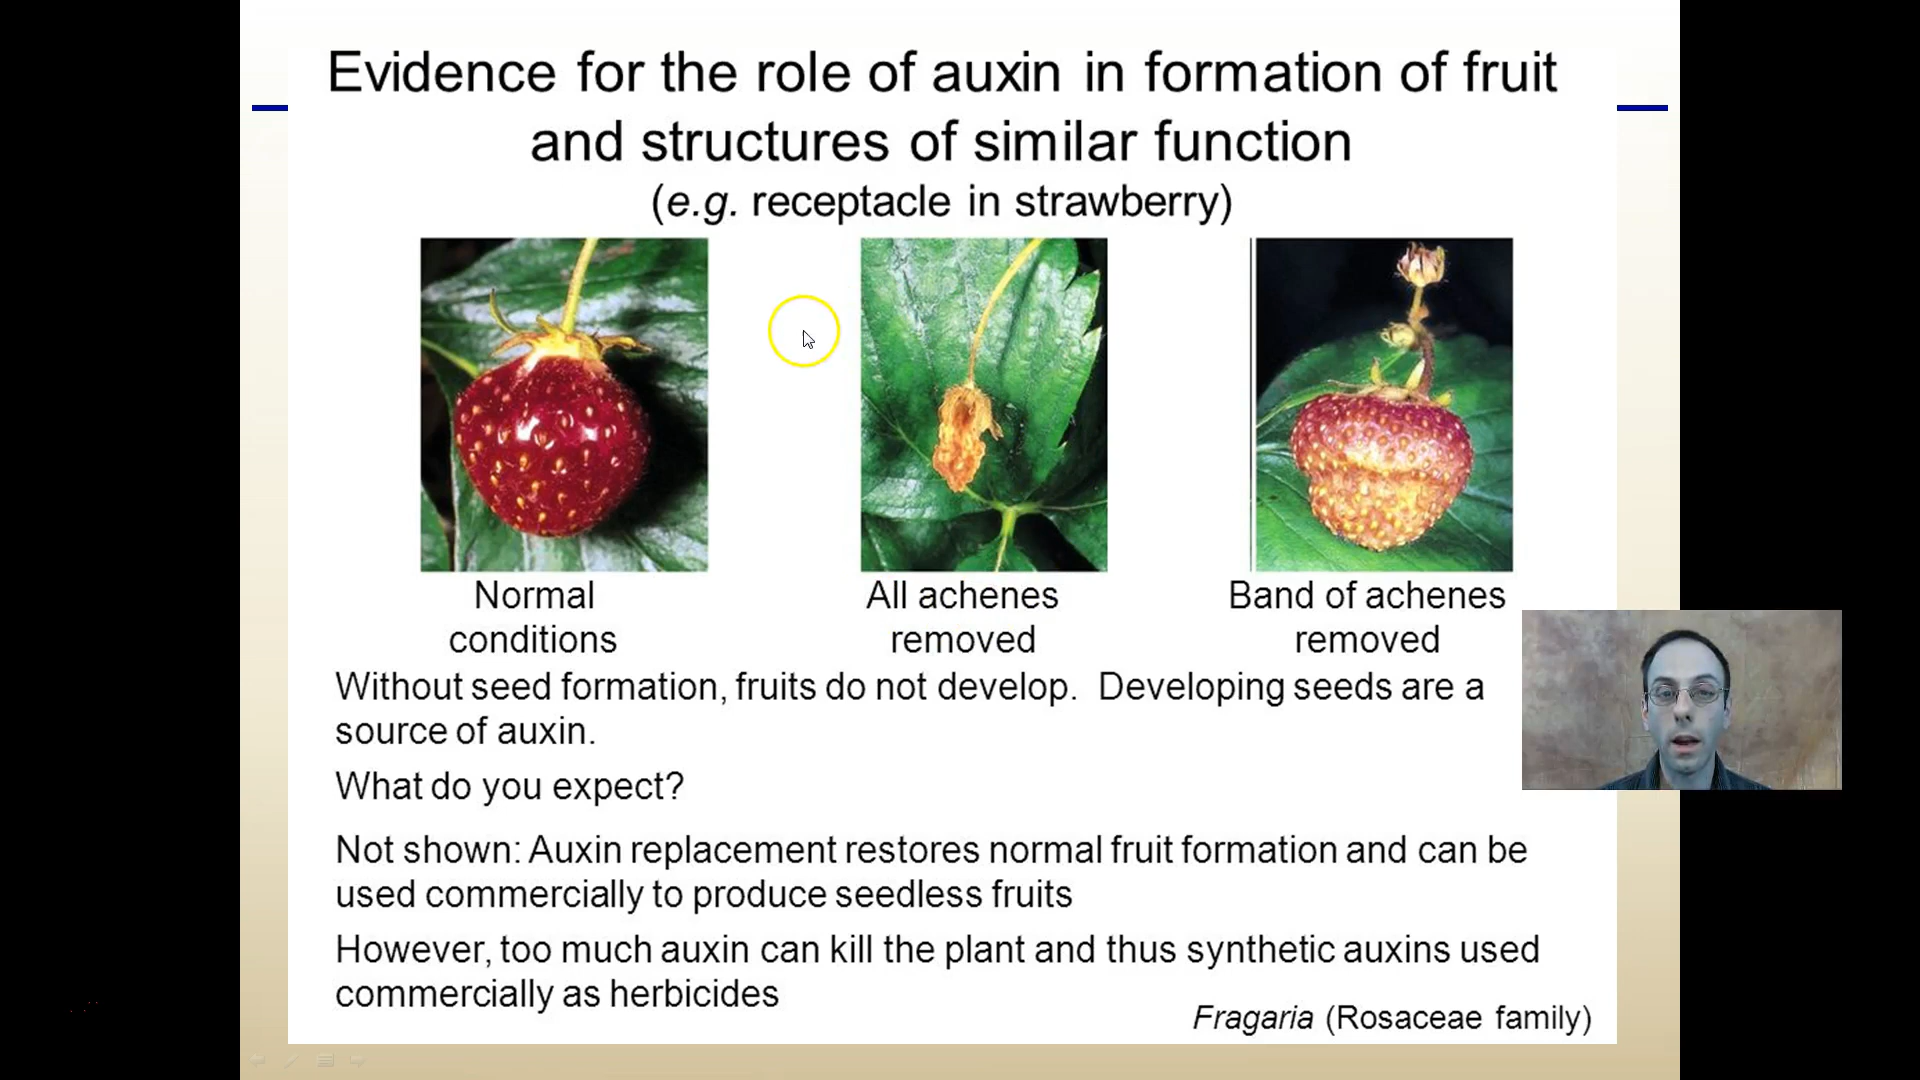 Evidence for the role of auxin in formation of fruit
and structures of similar function
(e.g. receptacle in strawberry)
Normal
conditions
All achenes
removed
Band of achenes
removed
Without seed formation, fruits do not develop. Developing seeds are a
source of auxin.
What do you expect?
Not shown: Auxin replacement restores normal fruit formation and can be
used commercially to produce seedless fruits
However, too much auxin can kill the plant and thus synthetic auxins used
commercially as herbicides
Fragaria (Rosaceae family)